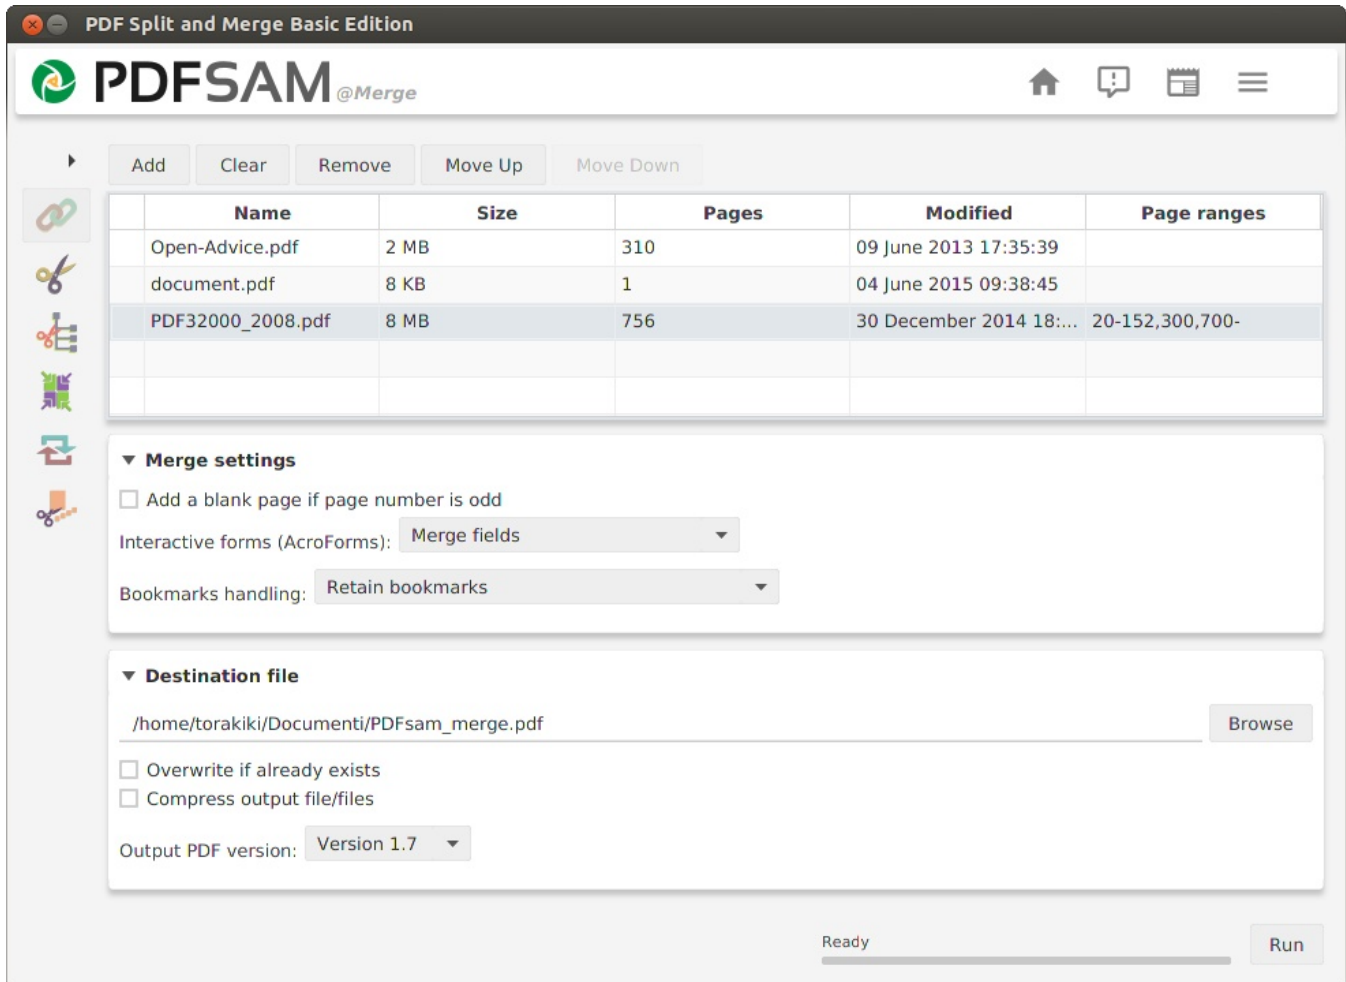 PDF Split and Merge Basic Edition
PDFSAM @Merge
Add Clear Remove Move Up Move Down
Name Size Pages Modified Page ranges
Open-Advice.pdf 2 MB 310 09 June 2013 17:35:39
document.pdf 8 KB 1 04 June 2015 09:38:45
PDF32000_2008.pdf 8 MB 756 30 December 2014 18:... 20-152,300,700-
Merge settings
Add a blank page if page number is odd
Interactive forms (AcroForms): Merge fields
Bookmarks handling: Retain bookmarks
Destination file
/home/torakiki/Documenti/PDFsam_merge.pdf Browse
Overwrite if already exists
Compress output file/files
Output PDF version: Version 1.7
Ready
Run